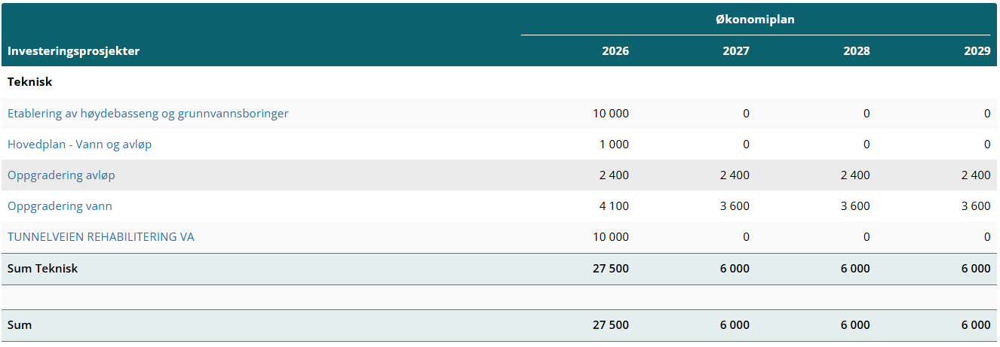 Økonomiplan
Investeringsprosjekter 2026 2027 2028 2029
Teknisk
Etablering av høydebasseng og grunnvannsboringer 10 000 0 0 0
Hovedplan - Vann og avløp 1 000 0 0 0
Oppgradering avløp 2 400 2 400 2 400 2 400
Oppgradering vann 4 100 3 600 3 600 3 600
TUNNELVEIEN REHABILITERING VA 10 000 0 0 0
Sum Teknisk 27 500 6 000 6 000 6 000
Sum 27 500 6 000 6 000 6 000